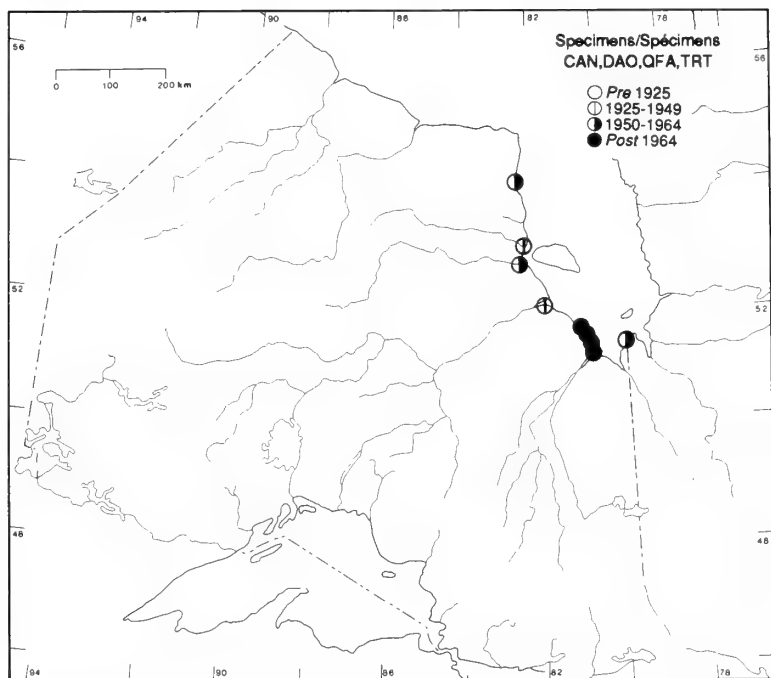 94 90 86 82 78
56 56
Specimens/Spécimens
CAN,DAO,QFA,TRT
0 100 200 km
Pre 1925
1925-1949
1950-1964
Post 1964
52 52
48 48
94 90 86 82 78